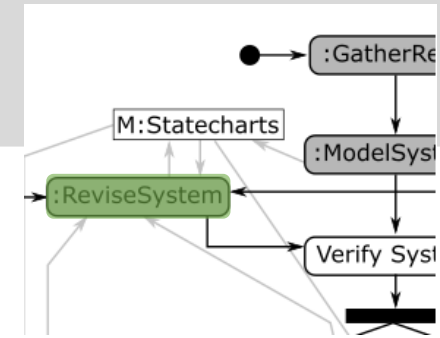 :GatherRe
M:Statecharts
:ModelSyst
:ReviseSystem
Verify Syst